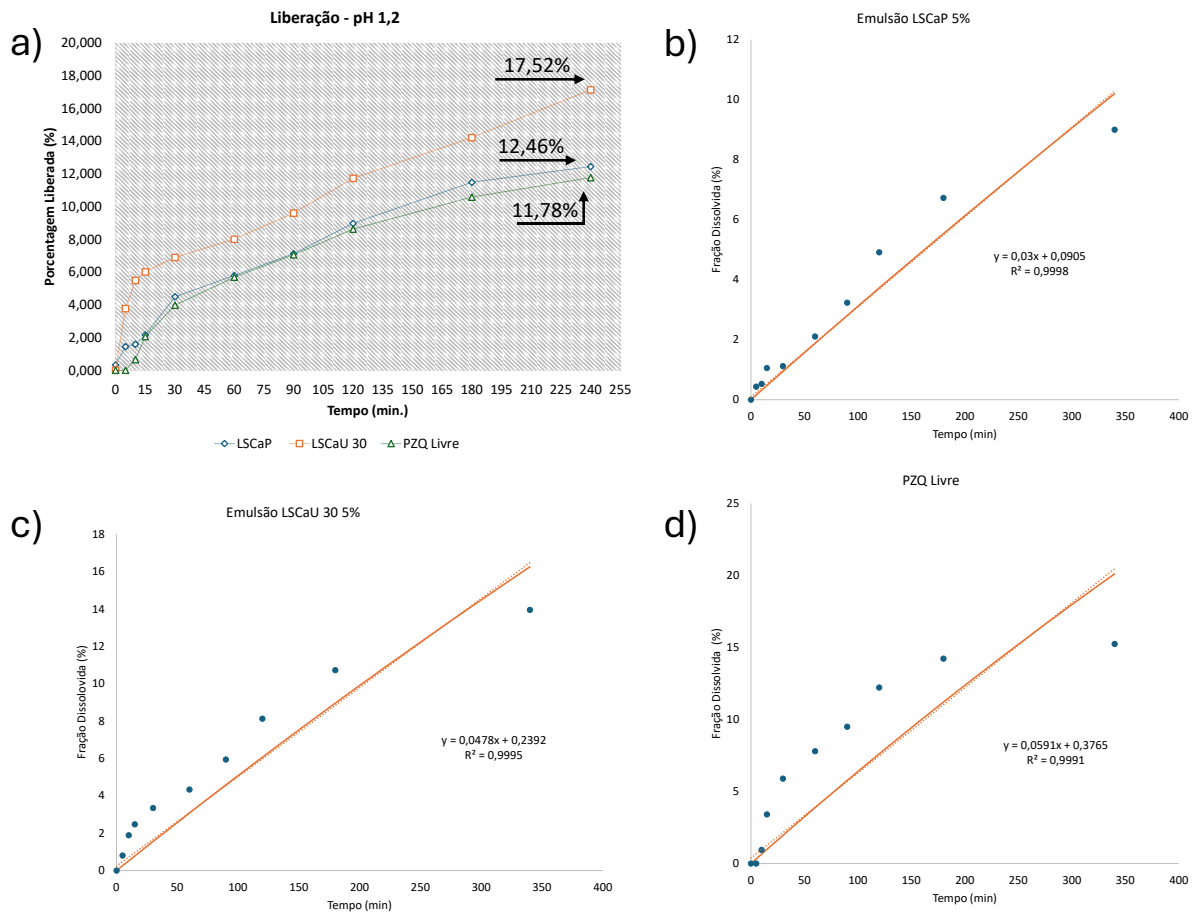 a)
Liberação - pH 1,2
Porcentagem Liberada (%)
20,000
18,000
16,000
14,000
12,000
10,000
8,000
6,000
4,000
2,000
0,000
17,52%
12,46%
11,78%
0 15 30 45 60 75 90 105 120 135 150 165 180 195 210 225 240 255
Tempo (min.)
LSCaP LSCaU 30 PZQ Livre
b)
Emulsão LSCaP 5%
Fração Dissolvida (%)
12
10
8
6
4
2
0
y = 0,03x + 0,0905
R² = 0,9998
0 50 100 150 200 250 300 350 400
Tempo (min)
c)
Emulsão LSCaU 30 5%
Fração Dissolovida (%)
18
16
14
12
10
8
6
4
2
0
y = 0,0478x + 0,2392
R² = 0,9995
0 50 100 150 200 250 300 350 400
Tempo (min)
d)
PZQ Livre
Fração Dissolvida (%)
25
20
15
10
5
0
y = 0,0591x + 0,3765
R² = 0,9991
0 50 100 150 200 250 300 350 400
Tempo (min)